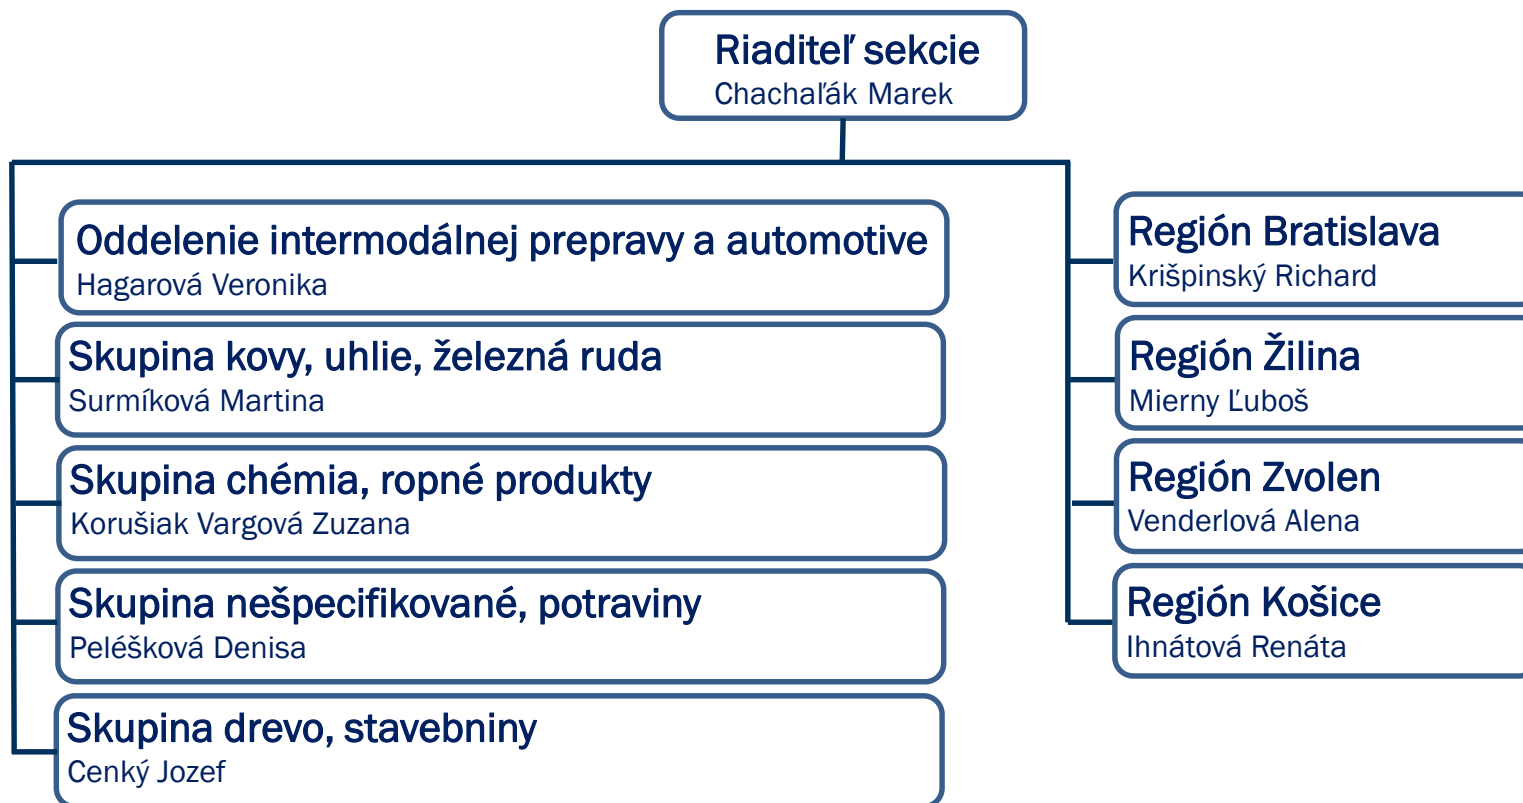 Riaditeľ sekcie
Chachaľák Marek
Oddelenie intermodálnej prepravy a automotive
Hagarová Veronika
Skupina kovy, uhlie, železná ruda
Surmíková Martina
Skupina chémia, ropné produkty
Korušiak Vargová Zuzana
Skupina nešpecifikované, potraviny
Peléšková Denisa
Skupina drevo, stavebniny
Cenký Jozef
Región Bratislava
Krišpinský Richard
Región Žilina
Mierny Ľuboš
Región Zvolen
Venderlová Alena
Región Košice
Ihnátová Renáta